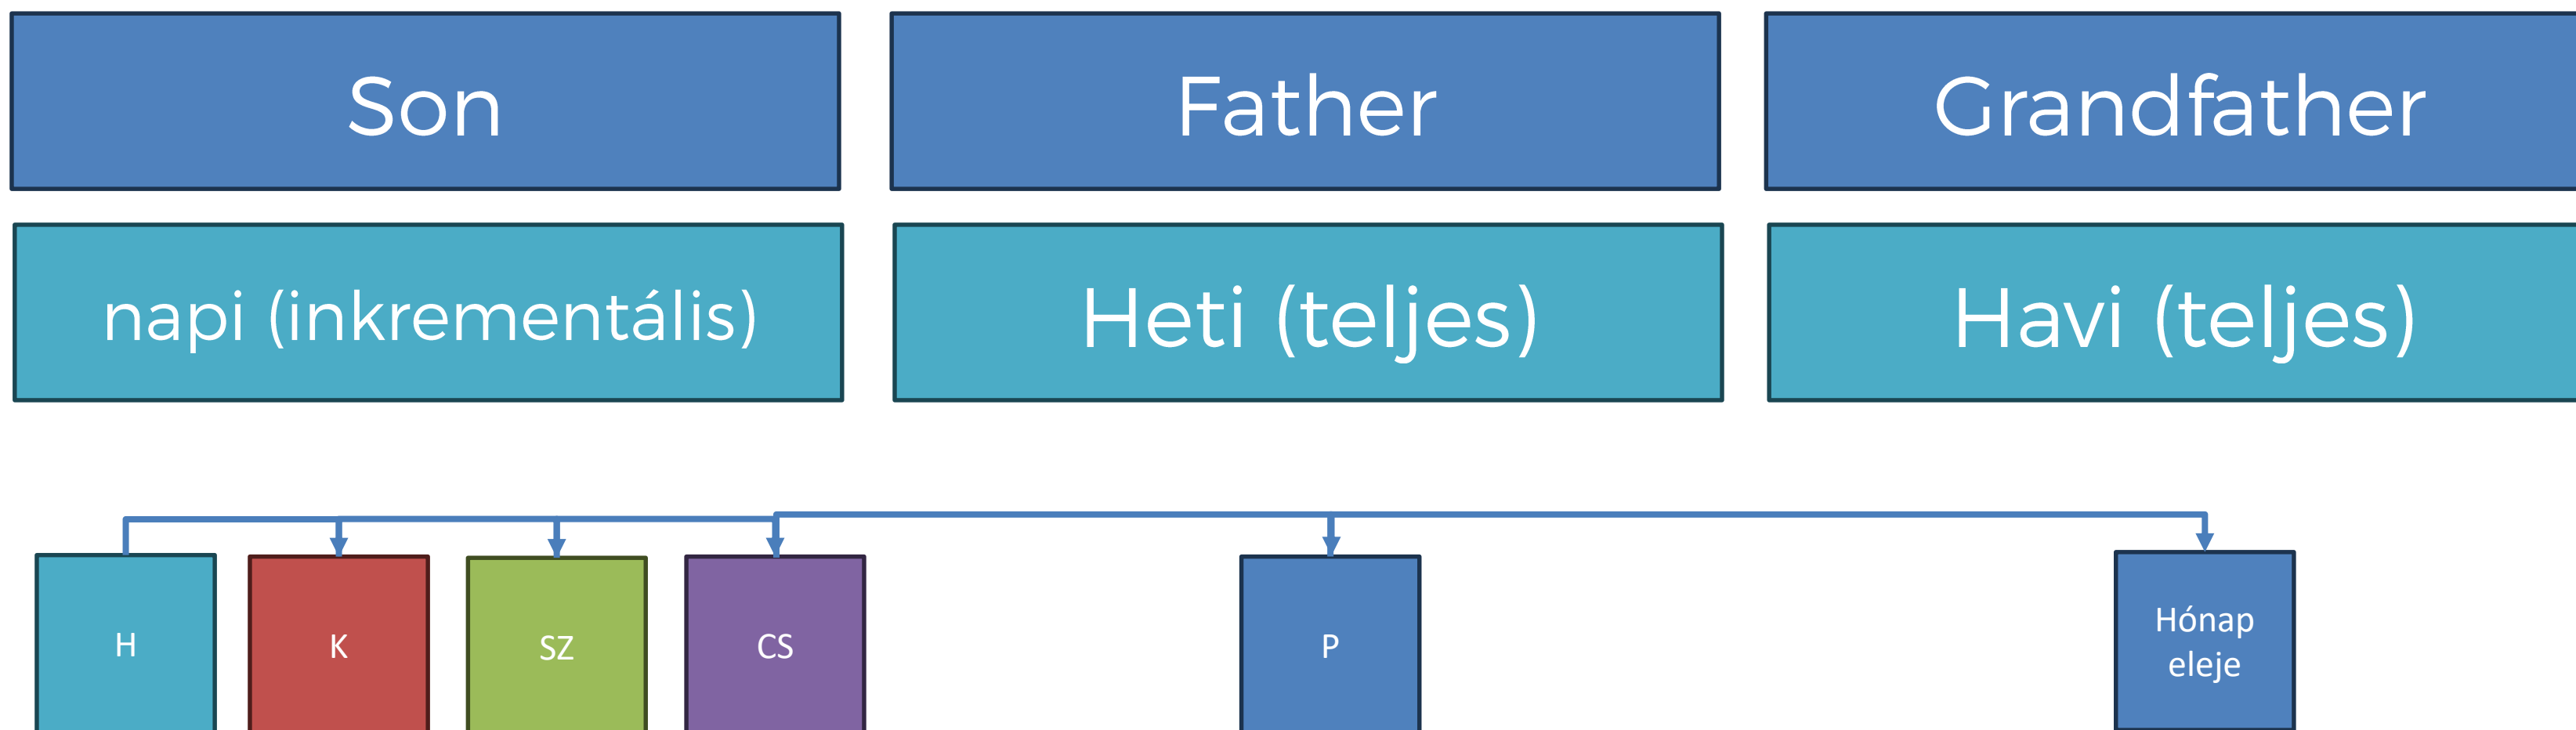 Son
Father
Grandfather
napi (inkrementális)
Heti (teljes)
Havi (teljes)
H
K
SZ
CS
P
Hónap
eleje